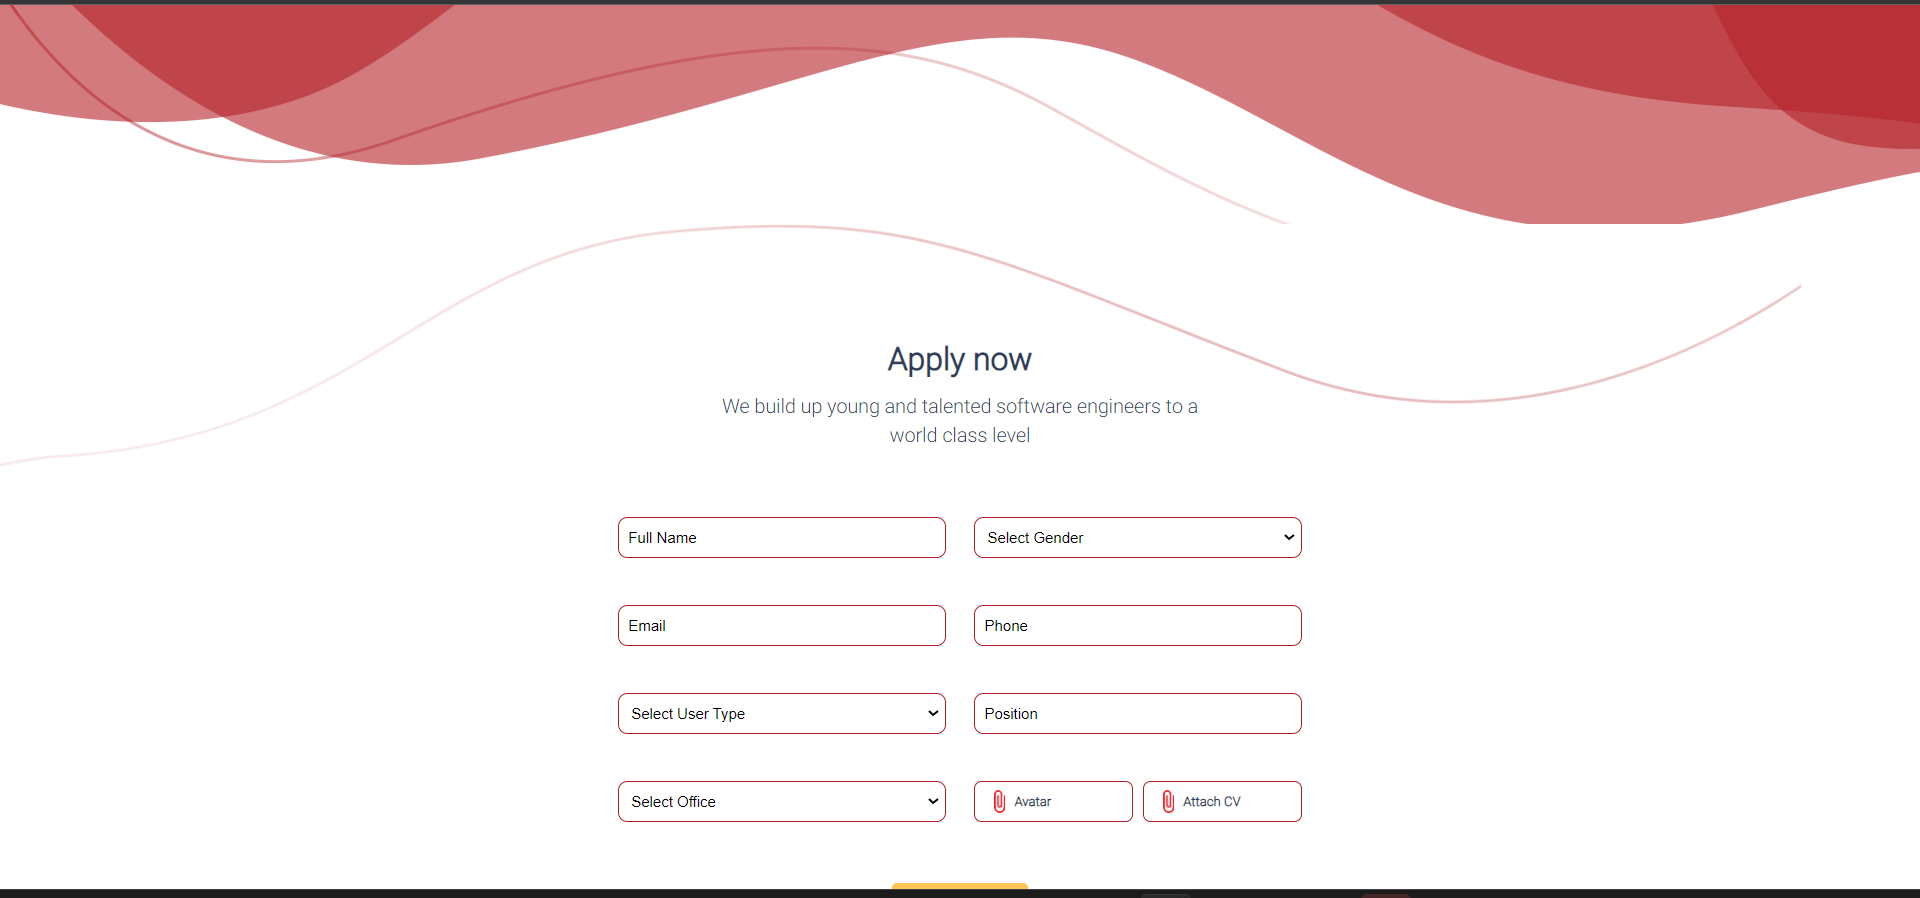 Apply now
We build up young and talented software engineers to a
world class level
Full Name
Select Gender
Email
Phone
Select User Type
Position
Select Office
Avatar
Attach CV